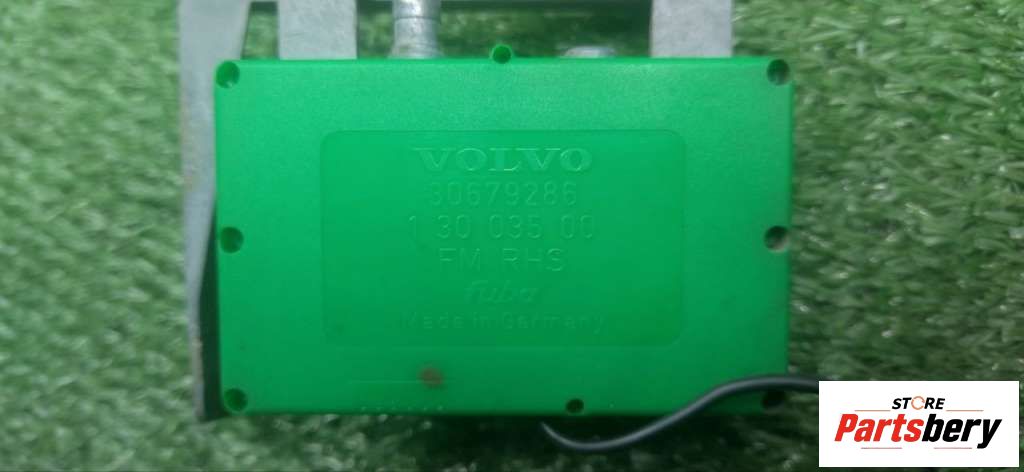 VOLVO
30679286
1 30 035 00
FM RHS
fuba
Made in Germany
STORE
Partsbery